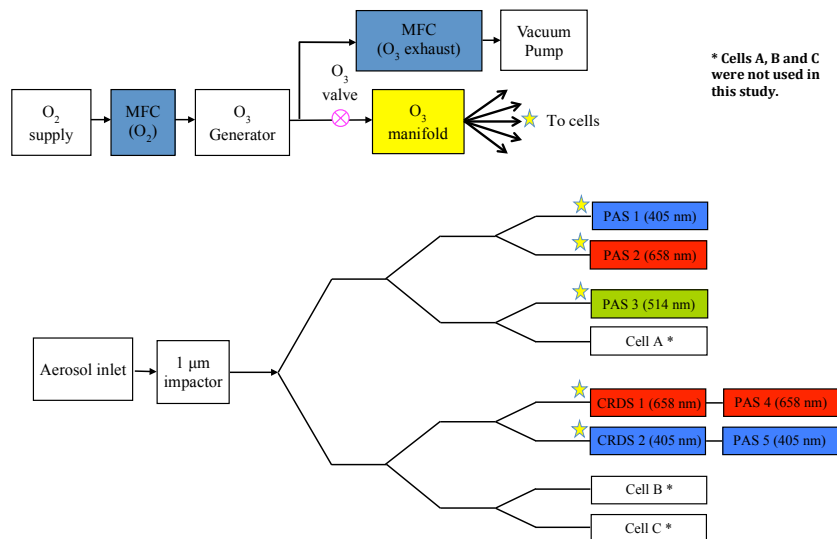 MFC
(O₃ exhaust)
Vacuum
Pump
* Cells A, B and C
were not used in
this study.
O₃
valve
O₂
supply
MFC
(O₂)
O₃
Generator
O₃
manifold
To cells
PAS 1 (405 nm)
PAS 2 (658 nm)
PAS 3 (514 nm)
Cell A *
Aerosol inlet
1 μm
impactor
CRDS 1 (658 nm)
PAS 4 (658 nm)
CRDS 2 (405 nm)
PAS 5 (405 nm)
Cell B *
Cell C *